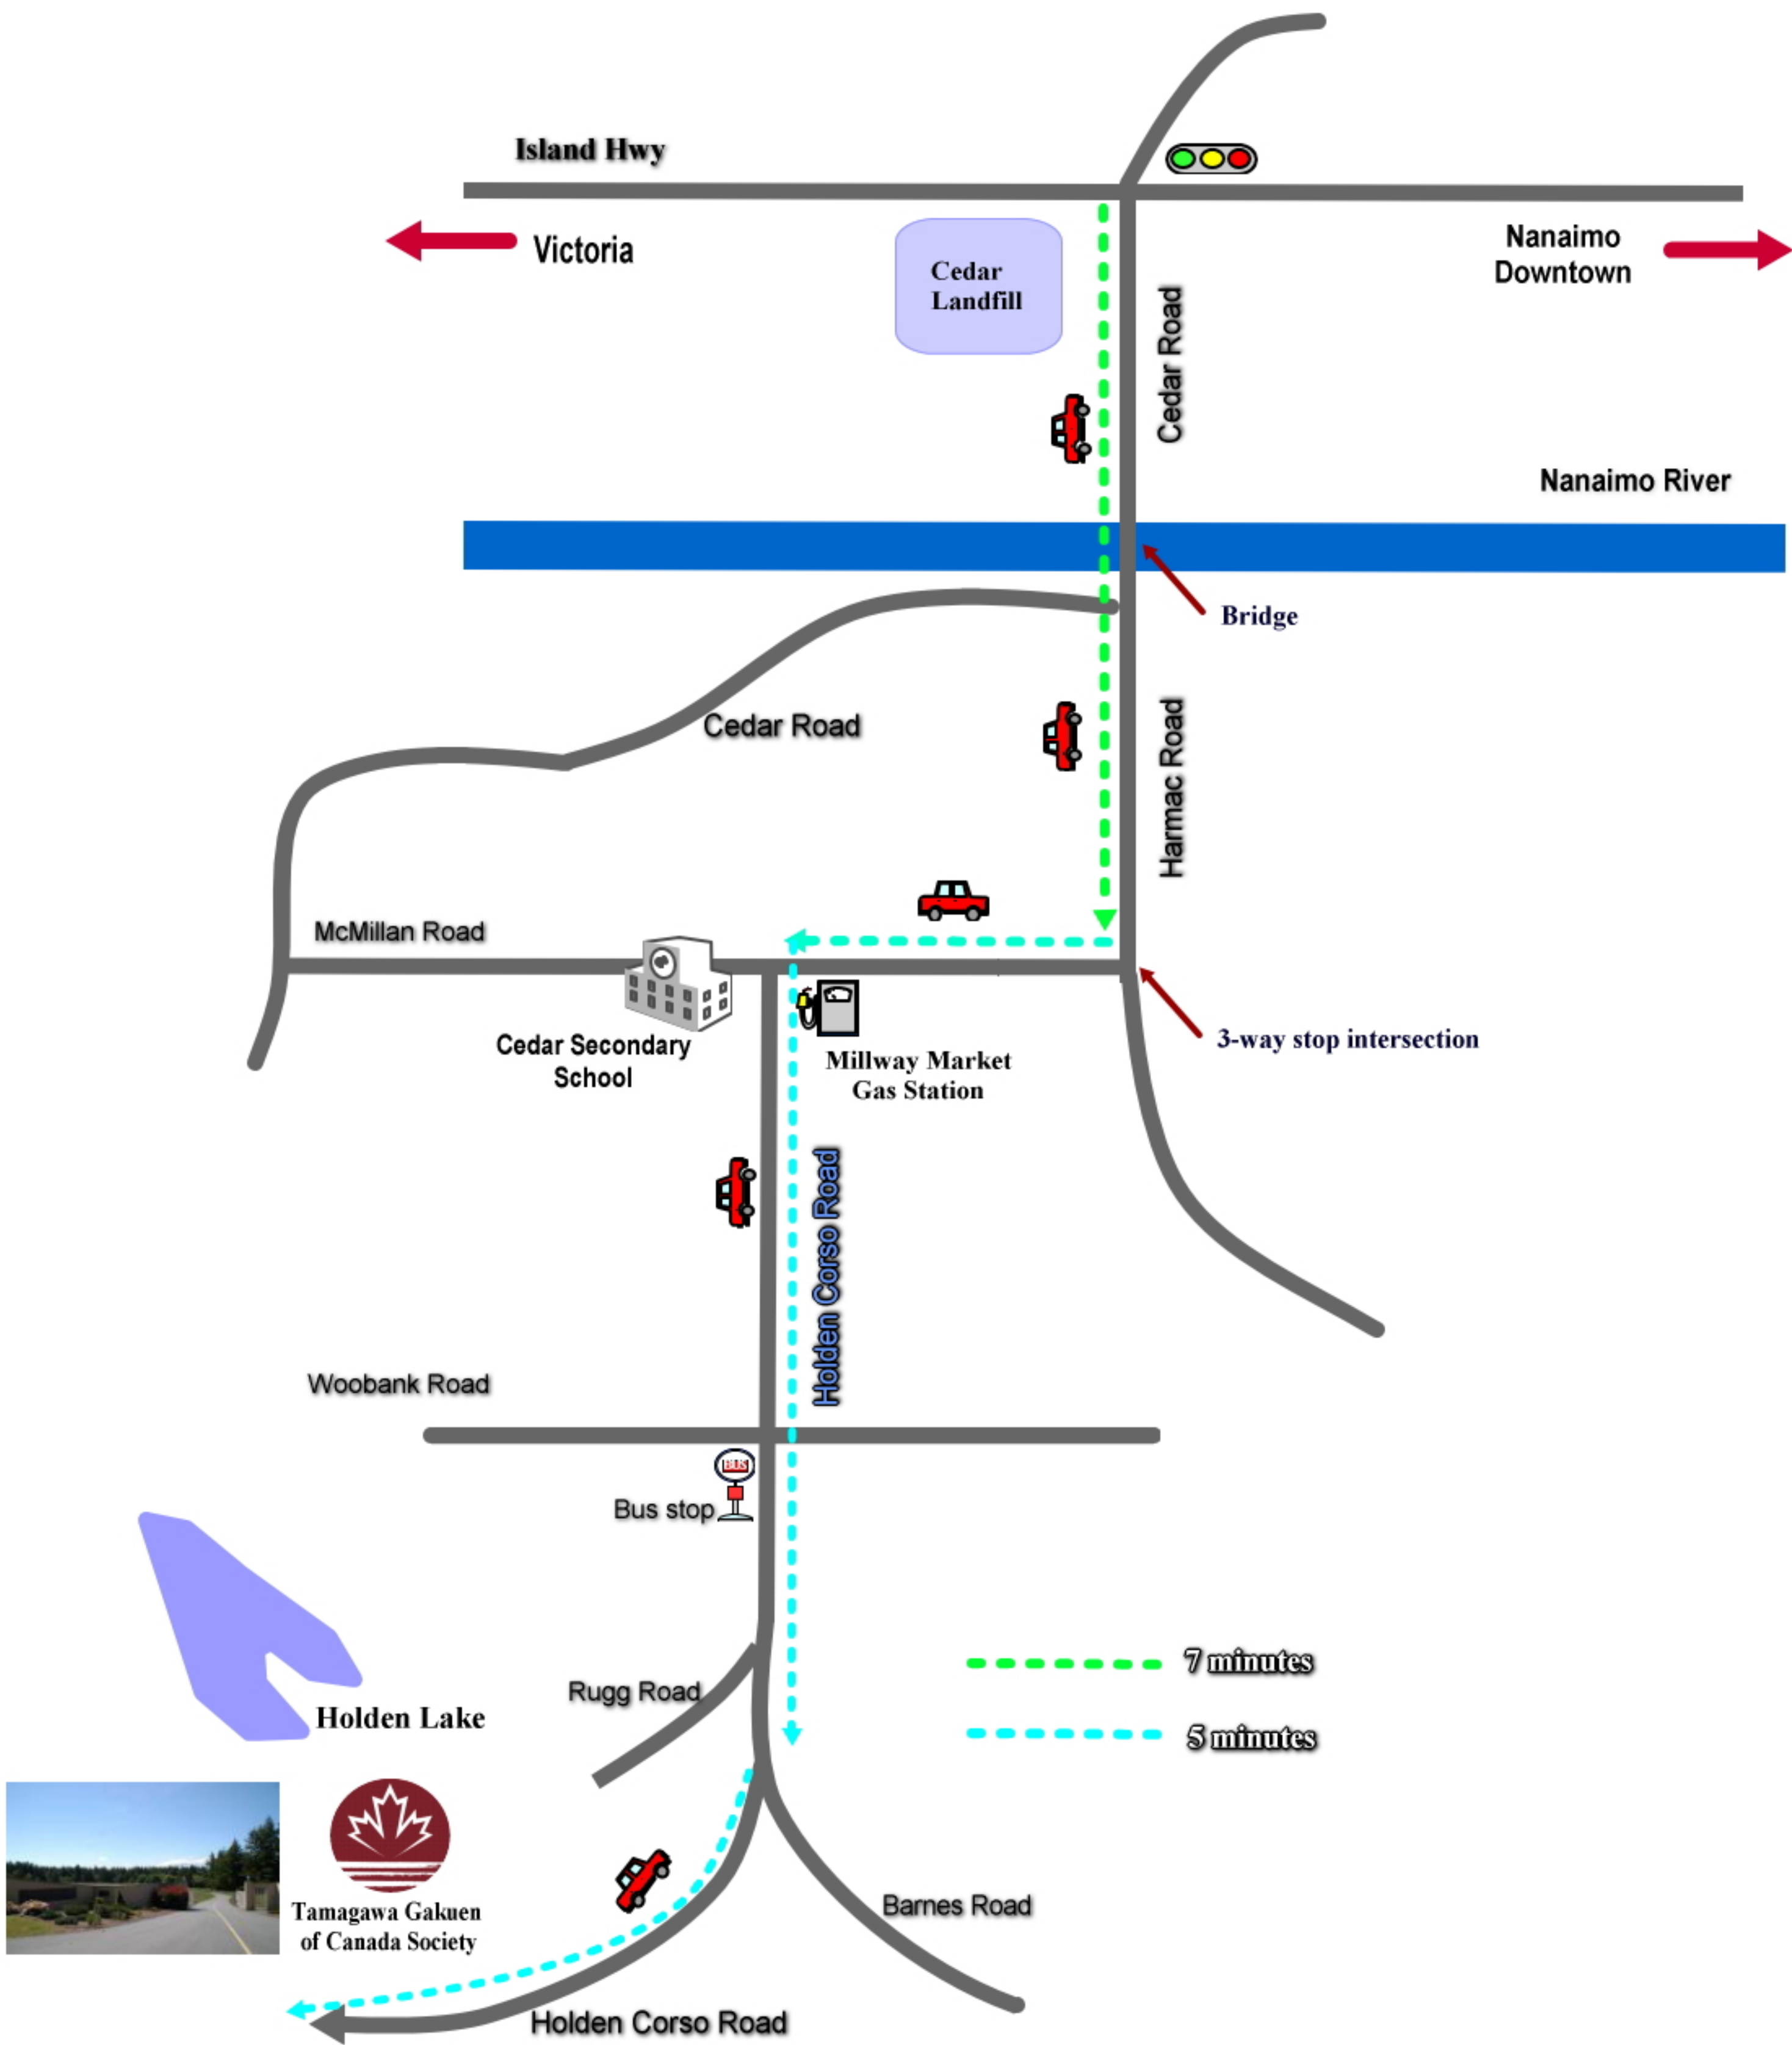 Island Hwy
Victoria
Nanaimo
Downtown
Cedar
Landfill
Cedar Road
Nanaimo River
Bridge
Cedar Road
Harmac Road
McMillan Road
Cedar Secondary
School
Millway Market
Gas Station
3-way stop intersection
Holden Corso Road
Woobank Road
BUS
Bus stop
Rugg Road
7 minutes
Holden Lake
5 minutes
Tamagawa Gakuen
of Canada Society
Barnes Road
Holden Corso Road